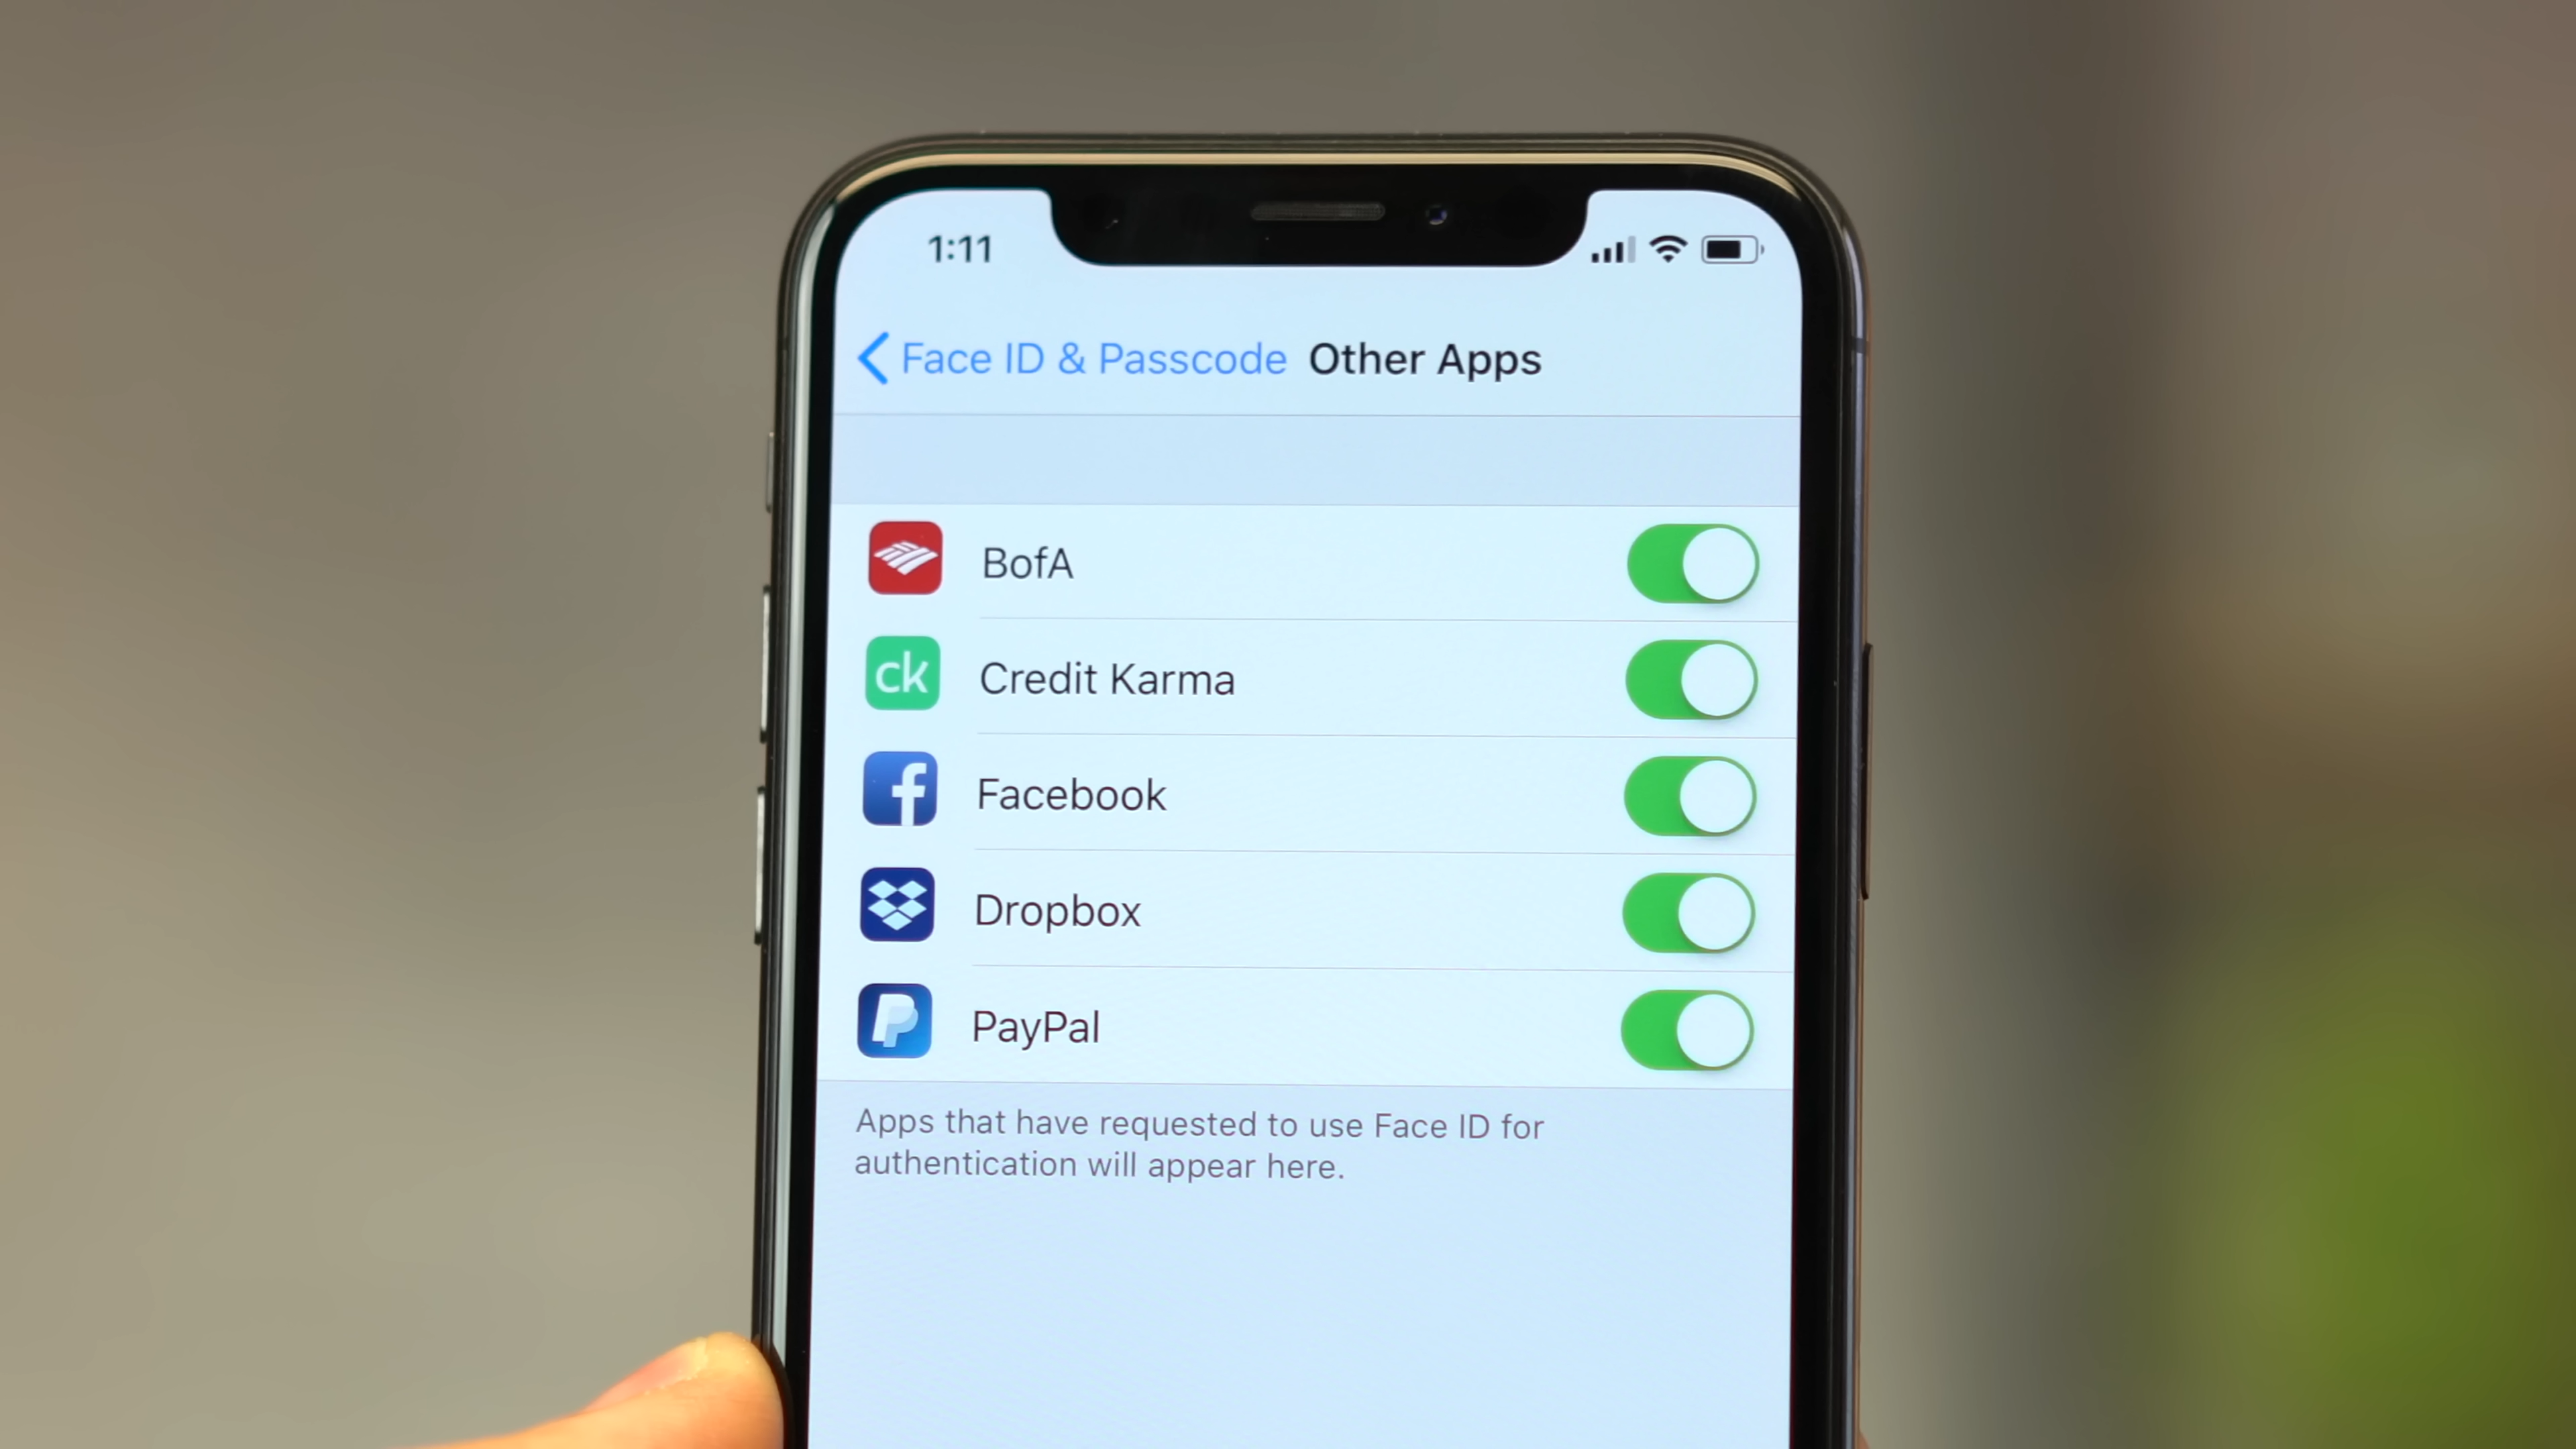 1:11
Face ID & Passcode Other Apps
BofA
ck Credit Karma
f Facebook
Dropbox
P PayPal
Apps that have requested to use Face ID for
authentication will appear here.